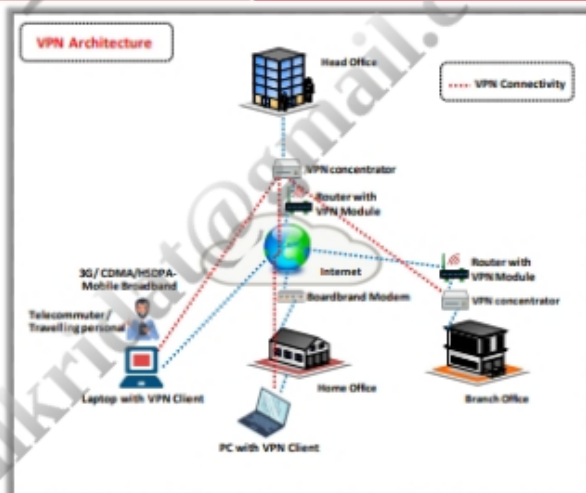 VPN Architecture
Head Office
VPN Connectivity
VPN concentrator
Router with
VPN Module
Internet
Router with
VPN Module
3G/ CDMA/HSDPA-
Mobile Broadband
Boardbrand Modem
VPN concentrator
Telecommuter/
Travelling personal
Laptop with VPN Client
Home Office
Branch Office
PC with VPN Client